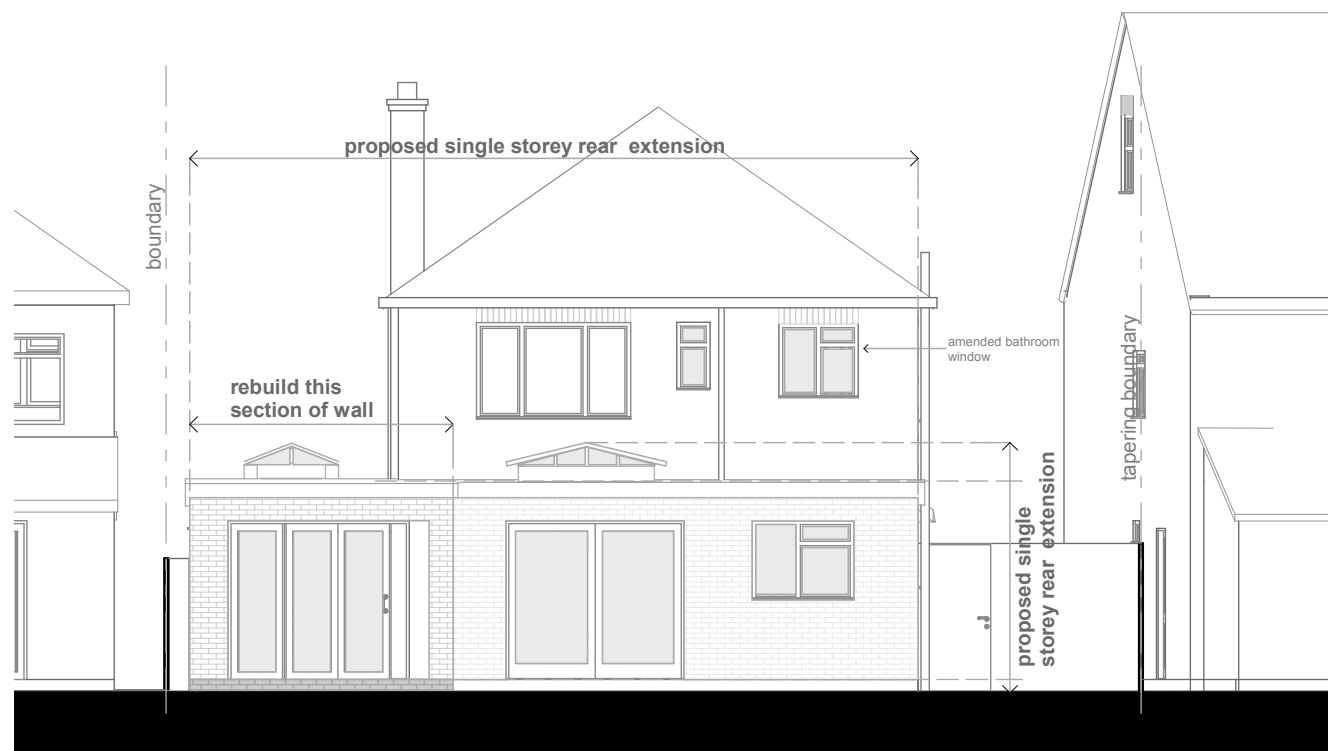 proposed single storey rear extension
boundary
amended bathroom
window
tapering boundary
rebuild this
section of wall
proposed single
storey rear extension